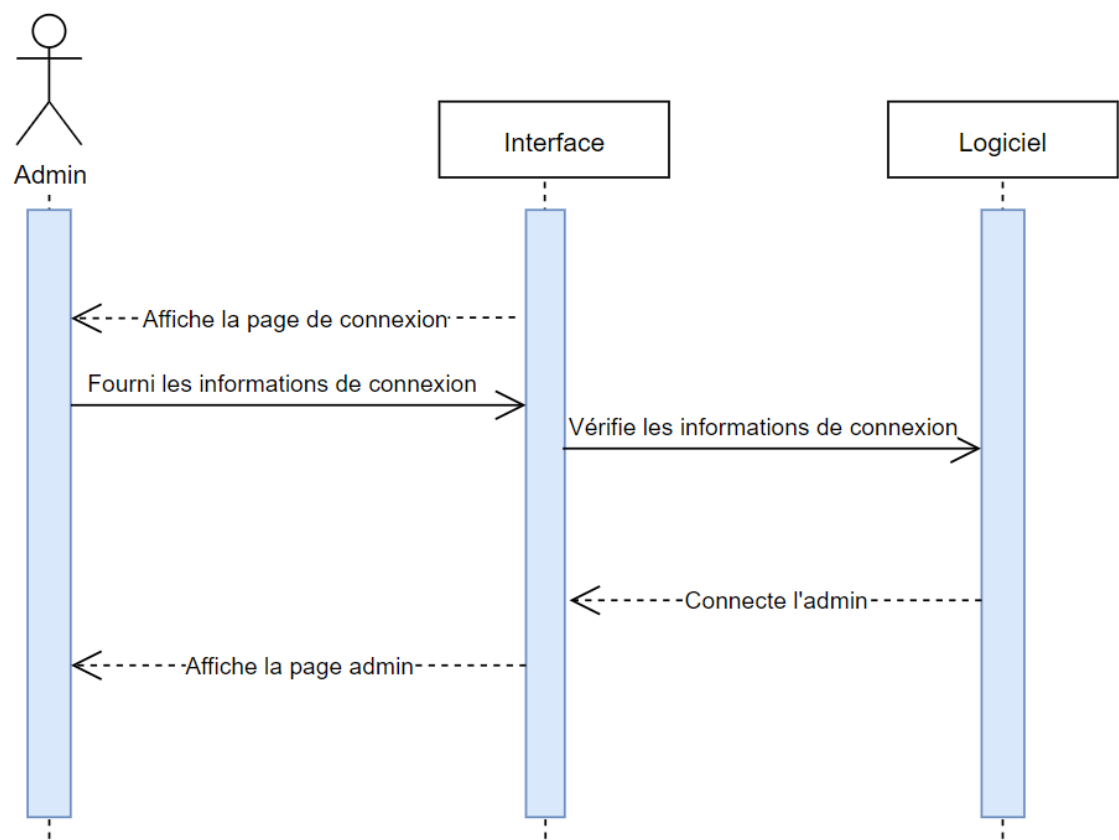 Admin
Interface
Logiciel
Affiche la page de connexion
Fourni les informations de connexion
Vérifie les informations de connexion
Connecte l'admin
Affiche la page admin